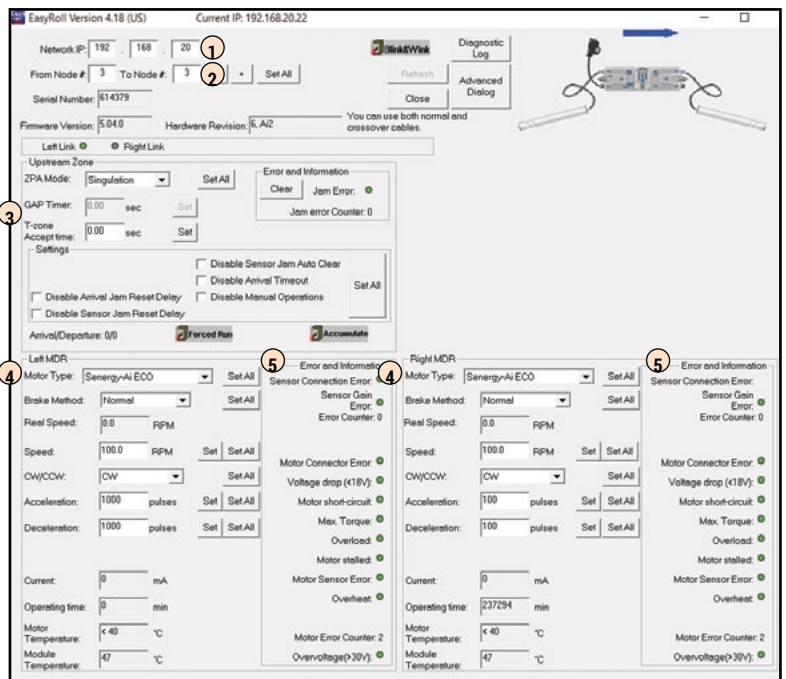 EasyRoll Version 4.18 (US) Current IP: 192.168.20.22
Network IP: 192 . 168 . 20 1
Blink&Wink
Diagnostic Log
From Node #: 3 To Node #: 3 2 + Set All
Refresh
Advanced Dialog
Serial Number: 614379
Close
Firmware Version: 5.04.0 Hardware Revision: 6, Ai2
You can use both normal and crossover cables.
Left Link Right Link
Upstream Zone
ZPA Mode: Singulation Set All
Error and Information
Clear Jam Error:
Jam error Counter: 0
3
GAP Timer: 0.00 sec Set
T-zone Accept time: 0.00 sec Set
Settings
Disable Sensor Jam Auto Clear
Disable Arrival Timeout
Set All
Disable Arrival Jam Reset Delay Disable Manual Operations
Disable Sensor Jam Reset Delay
Arrival/Departure: 0/0 Forced Run Accumulate
Left MDR
4
Motor Type: Senergy-Ai ECO Set All
Brake Method: Normal Set All
Real Speed: 0.0 RPM
Speed: 100.0 RPM Set Set All
CW/CCW: CW Set All
Acceleration: 1000 pulses Set Set All
Deceleration: 1000 pulses Set Set All
Current: 0 mA
Operating time: 0 min
Motor Temperature: < 40 °C
Module Temperature: 47 °C
5
Error and Informatio
Sensor Connection Error:
Sensor Gain Error:
Error Counter: 0
Motor Connector Error:
Voltage drop (<18V):
Motor short-circuit:
Max. Torque:
Overload:
Motor stalled:
Motor Sensor Error:
Overheat:
Motor Error Counter: 2
Overvoltage(>30V):
Right MDR
4
Motor Type: Senergy-Ai ECO Set All
Brake Method: Normal Set All
Real Speed: 0.0 RPM
Speed: 100.0 RPM Set Set All
CW/CCW: CW Set All
Acceleration: 100 pulses Set Set All
Deceleration: 100 pulses Set Set All
Current: 0 mA
Operating time: 237294 min
Motor Temperature: < 40 °C
Module Temperature: 47 °C
5
Error and Information
Sensor Connection Error:
Sensor Gain Error:
Error Counter: 0
Motor Connector Error:
Voltage drop (<18V):
Motor short-circuit:
Max. Torque:
Overload:
Motor stalled:
Motor Sensor Error:
Overheat:
Motor Error Counter: 2
Overvoltage(>30V):